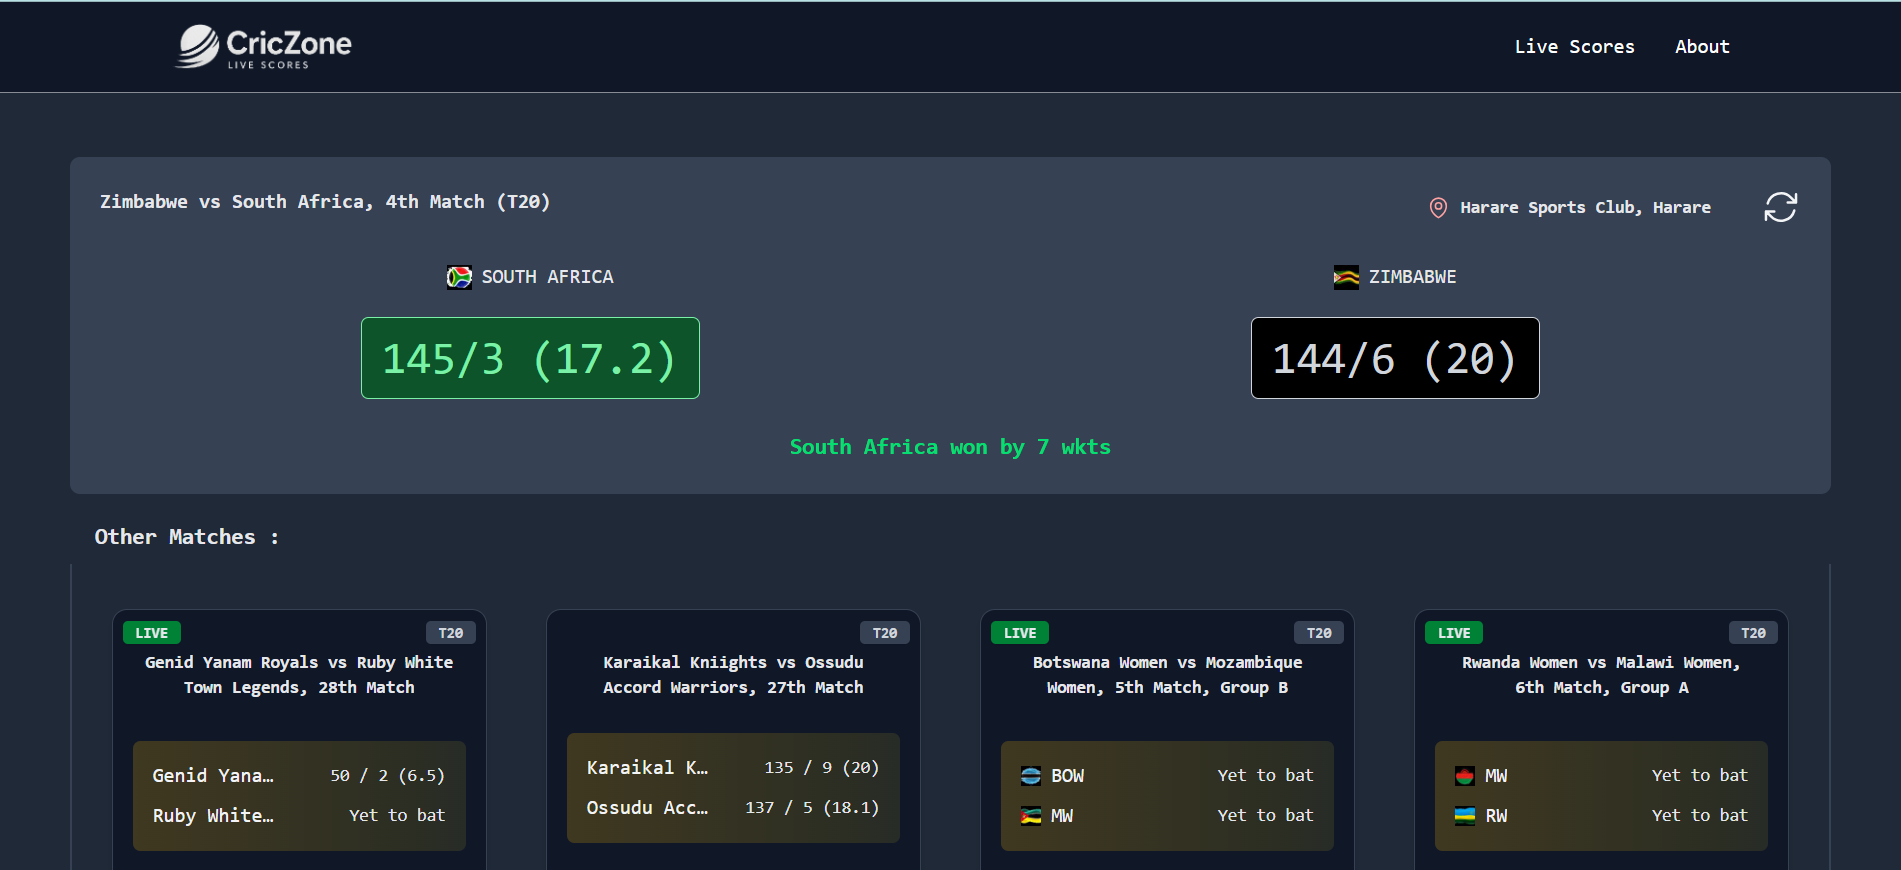 CricZone
LIVE SCORES
Live Scores
About
Zimbabwe vs South Africa, 4th Match (T20)
Harare Sports Club, Harare
SOUTH AFRICA
145/3 (17.2)
ZIMBABWE
144/6 (20)
South Africa won by 7 wkts
Other Matches :
LIVE
T20
Genid Yanam Royals vs Ruby White
Town Legends, 28th Match
Genid Yana… 50 / 2 (6.5)
Ruby White… Yet to bat
T20
Karaikal Kniights vs Ossudu
Accord Warriors, 27th Match
Karaikal K… 135 / 9 (20)
Ossudu Acc… 137 / 5 (18.1)
LIVE
T20
Botswana Women vs Mozambique
Women, 5th Match, Group B
BOW Yet to bat
MW Yet to bat
LIVE
T20
Rwanda Women vs Malawi Women,
6th Match, Group A
MW Yet to bat
RW Yet to bat